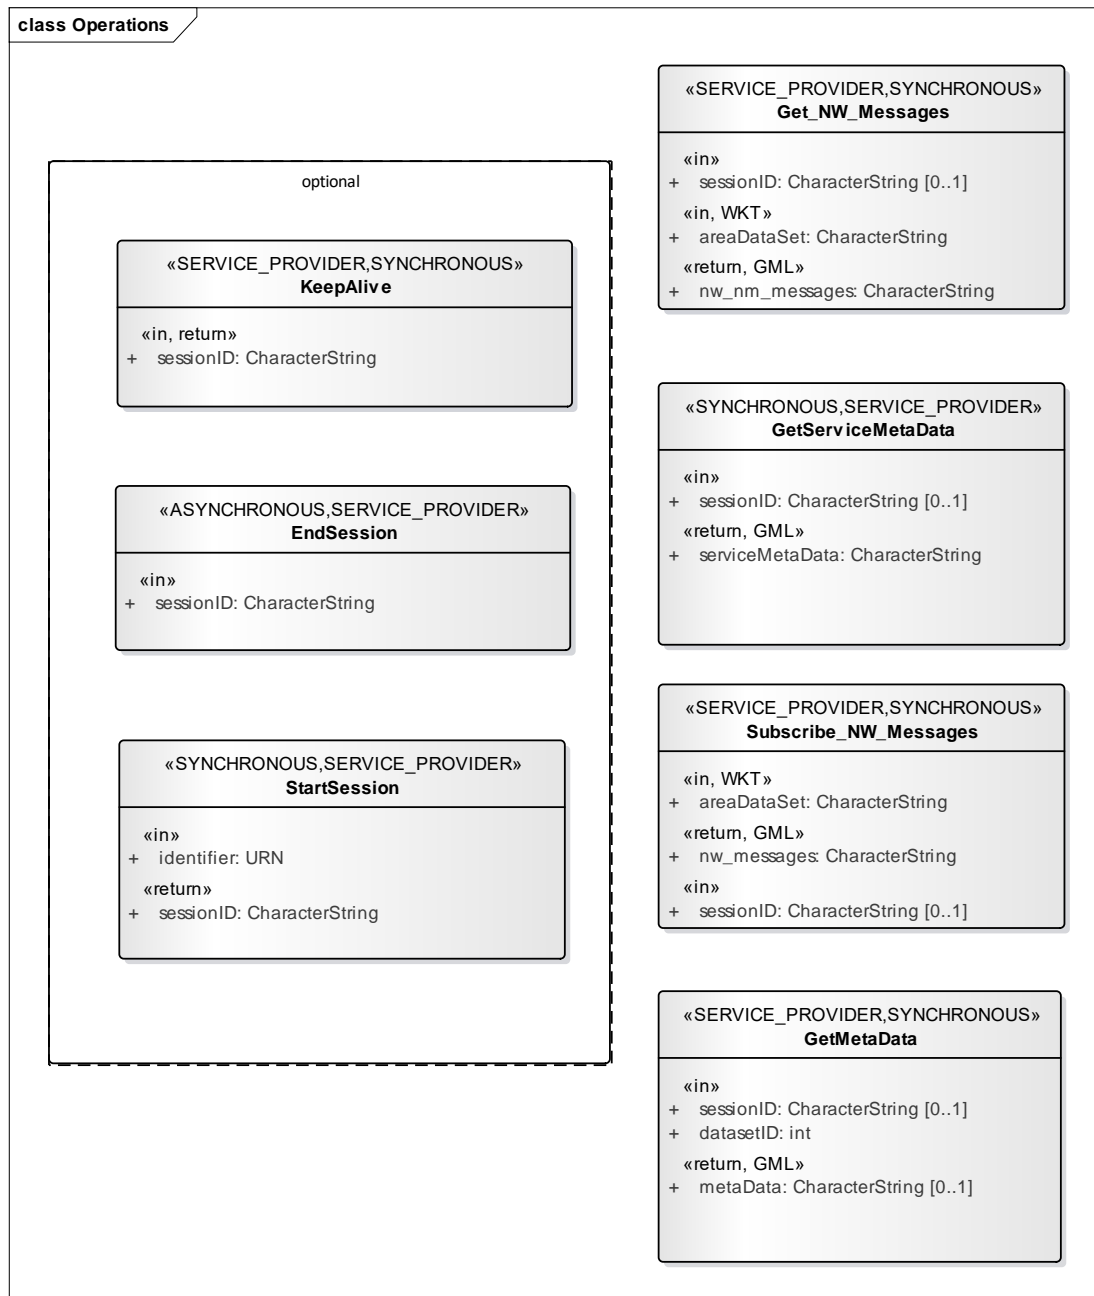 class Operations
optional
«SERVICE_PROVIDER,SYNCHRONOUS»
KeepAlive
«in, return»
+ sessionID: CharacterString
«ASYNCHRONOUS,SERVICE_PROVIDER»
EndSession
«in»
+ sessionID: CharacterString
«SYNCHRONOUS,SERVICE_PROVIDER»
StartSession
«in»
+ identifier: URN
«return»
+ sessionID: CharacterString
«SERVICE_PROVIDER,SYNCHRONOUS»
Get_NW_Messages
«in»
+ sessionID: CharacterString [0..1]
«in, WKT»
+ areaDataSet: CharacterString
«return, GML»
+ nw_nm_messages: CharacterString
«SYNCHRONOUS,SERVICE_PROVIDER»
GetServiceMetaData
«in»
+ sessionID: CharacterString [0..1]
«return, GML»
+ serviceMetaData: CharacterString
«SERVICE_PROVIDER,SYNCHRONOUS»
Subscribe_NW_Messages
«in, WKT»
+ areaDataSet: CharacterString
«return, GML»
+ nw_messages: CharacterString
«in»
+ sessionID: CharacterString [0..1]
«SERVICE_PROVIDER,SYNCHRONOUS»
GetMetaData
«in»
+ sessionID: CharacterString [0..1]
+ datasetID: int
«return, GML»
+ metaData: CharacterString [0..1]